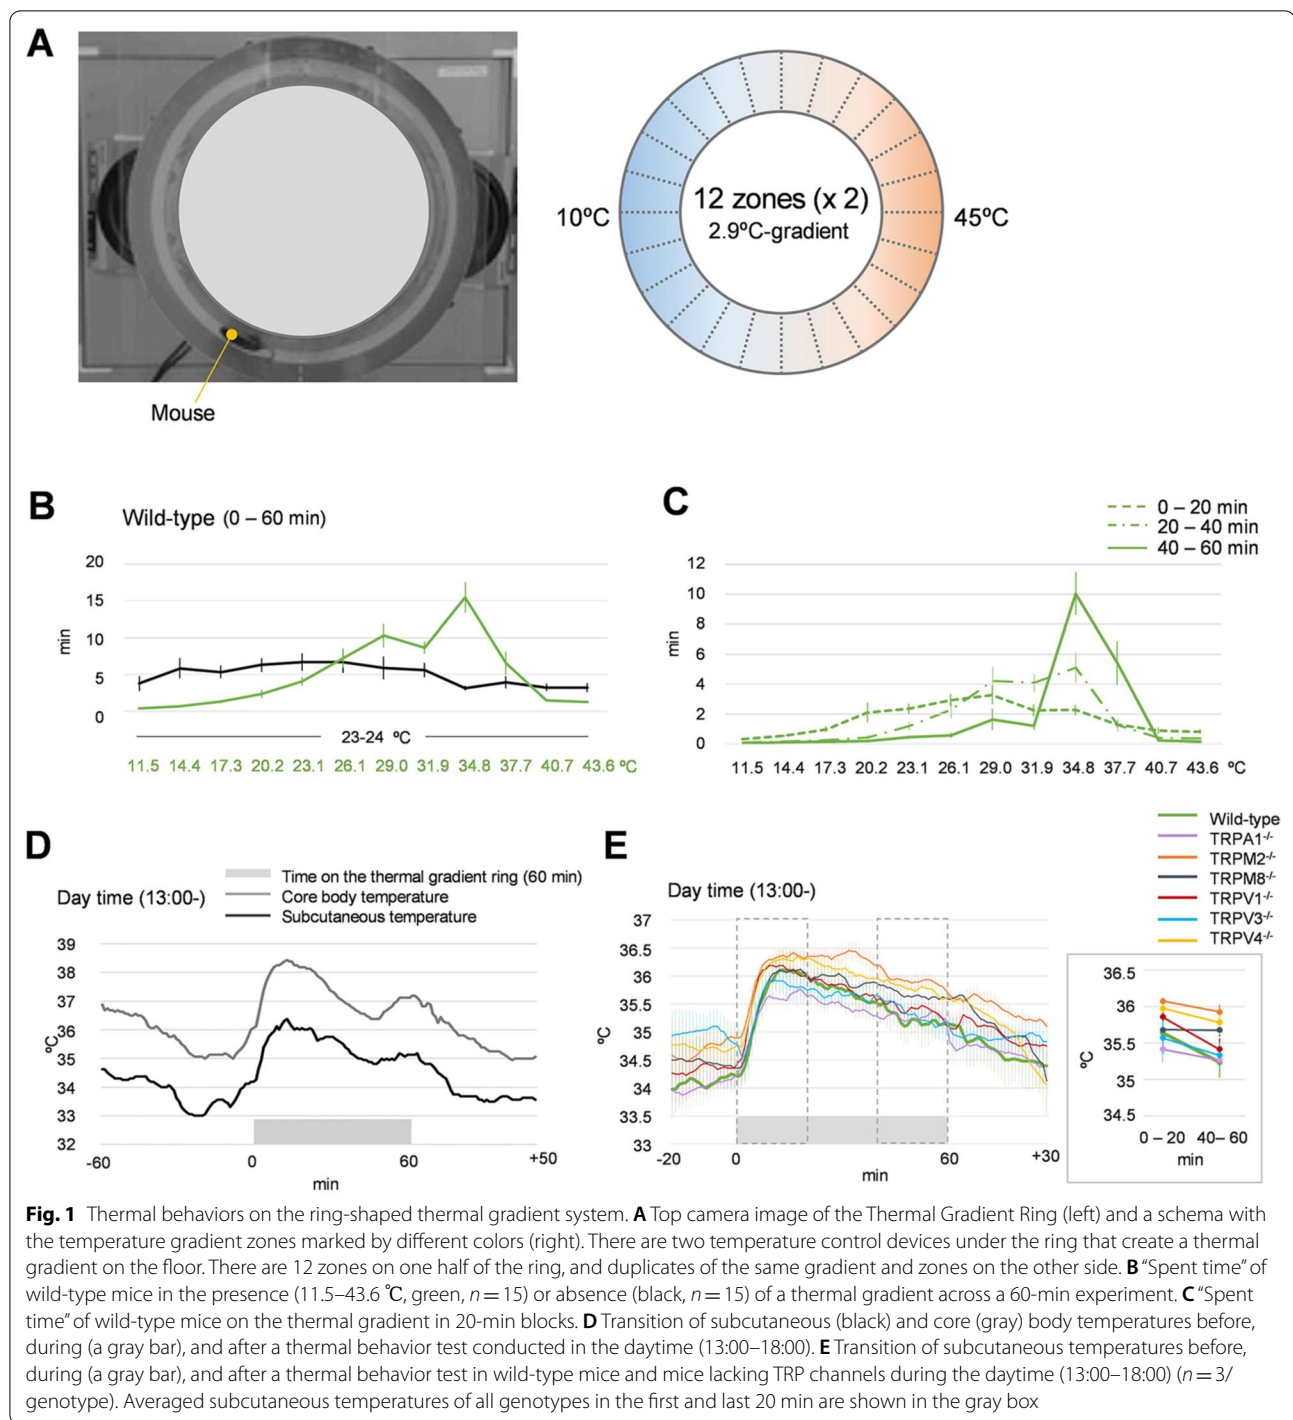 A
Mouse
10ºC
12 zones (x 2)
2.9ºC-gradient
45ºC
B
Wild-type (0 – 60 min)
20
15
10
5
0
min
23-24 ºC
11.5 14.4 17.3 20.2 23.1 26.1 29.0 31.9 34.8 37.7 40.7 43.6 ºC
C
0 – 20 min
20 – 40 min
40 – 60 min
12
10
8
6
4
2
0
min
11.5 14.4 17.3 20.2 23.1 26.1 29.0 31.9 34.8 37.7 40.7 43.6 ºC
D
Day time (13:00-)
Time on the thermal gradient ring (60 min)
Core body temperature
Subcutaneous temperature
39
38
37
36
35
34
33
32
ºC
-60 0 60 +50
min
E
Day time (13:00-)
Wild-type
TRPA1-/-
TRPM2-/-
TRPM8-/-
TRPV1-/-
TRPV3-/-
TRPV4-/-
37
36.5
36
35.5
35
34.5
34
33.5
33
ºC
-20 0 60 +30
min
36.5
36
35.5
35
34.5
ºC
0 – 20 40– 60
min
Fig. 1 Thermal behaviors on the ring-shaped thermal gradient system. A Top camera image of the Thermal Gradient Ring (left) and a schema with
the temperature gradient zones marked by different colors (right). There are two temperature control devices under the ring that create a thermal
gradient on the floor. There are 12 zones on one half of the ring, and duplicates of the same gradient and zones on the other side. B “Spent time” of
wild-type mice in the presence (11.5–43.6 ℃, green, n = 15) or absence (black, n = 15) of a thermal gradient across a 60-min experiment. C “Spent
time” of wild-type mice on the thermal gradient in 20-min blocks. D Transition of subcutaneous (black) and core (gray) body temperatures before,
during (a gray bar), and after a thermal behavior test conducted in the daytime (13:00–18:00). E Transition of subcutaneous temperatures before,
during (a gray bar), and after a thermal behavior test in wild-type mice and mice lacking TRP channels during the daytime (13:00–18:00) (n = 3/
genotype). Averaged subcutaneous temperatures of all genotypes in the first and last 20 min are shown in the gray box